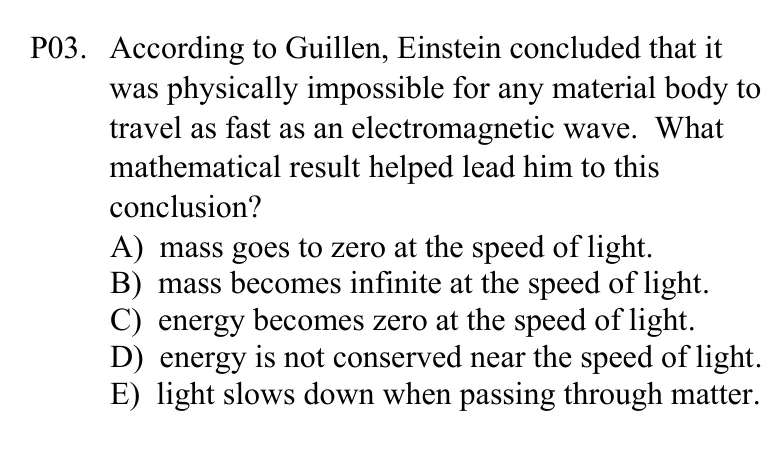 P03. According to Guillen, Einstein concluded that it
was physically impossible for any material body to
travel as fast as an electromagnetic wave. What
mathematical result helped lead him to this
conclusion?
A) mass goes to zero at the speed of light.
B) mass becomes infinite at the speed of light.
C) energy becomes zero at the speed of light.
D) energy is not conserved near the speed of light.
E) light slows down when passing through matter.